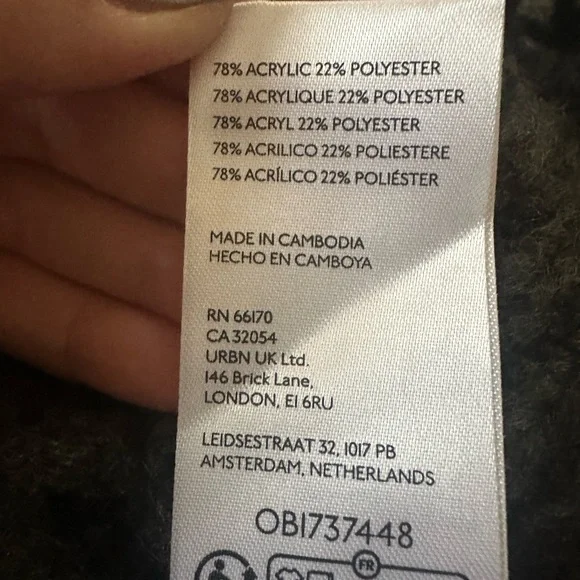 78% ACRYLIC 22% POLYESTER
78% ACRYLIQUE 22% POLYESTER
78% ACRYL 22% POLYESTER
78% ACRILICO 22% POLIESTERE
78% ACRÍLICO 22% POLIÉSTER
MADE IN CAMBODIA
HECHO EN CAMBOYA
RN 66170
CA 32054
URBN UK Ltd.
146 Brick Lane,
LONDON, E1 6RU
LEIDSESTRAAT 32, 1017 PB
AMSTERDAM, NETHERLANDS
OB1737448
FR